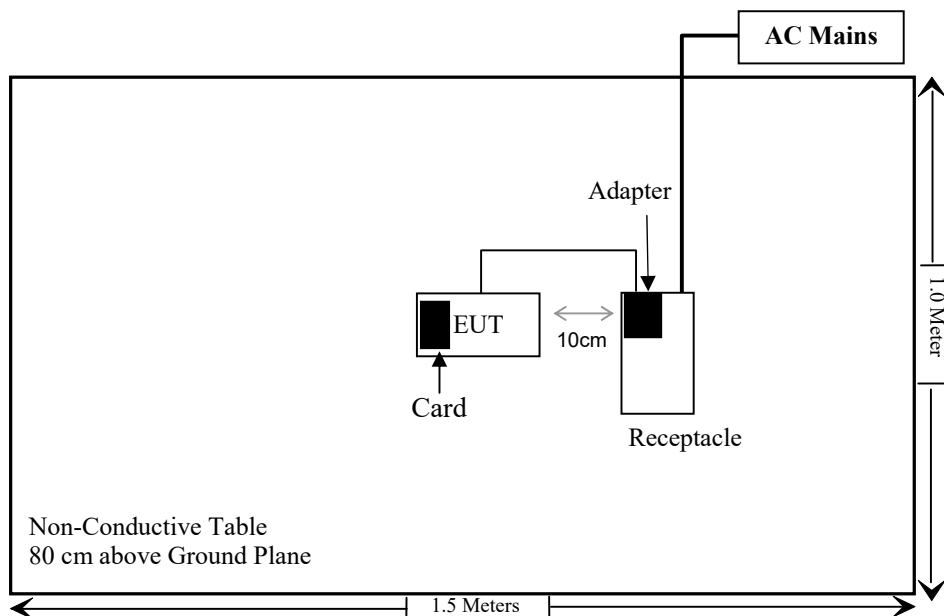 AC Mains
Adapter
EUT
10cm
Card
Receptacle
1.0 Meter
Non-Conductive Table
80 cm above Ground Plane
1.5 Meters